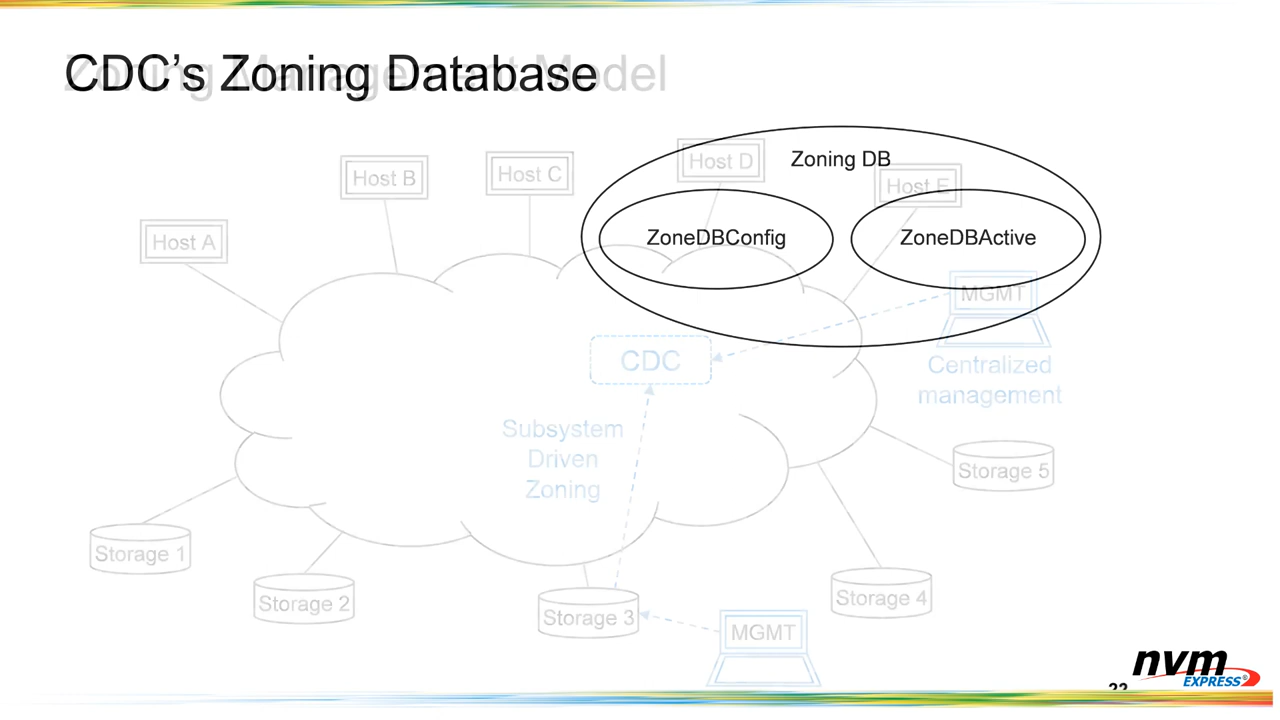 CDC's Zoning Database
Zoning Management Model
Host D
Zoning DB
Host B
Host C
Host E
Host A
ZoneDBConfig
ZoneDBActive
MGMT
CDC
Centralized
management
Subsystem
Driven
Zoning
Storage 5
Storage 1
Storage 2
Storage 3
Storage 4
MGMT
nvm
EXPRESS®
22